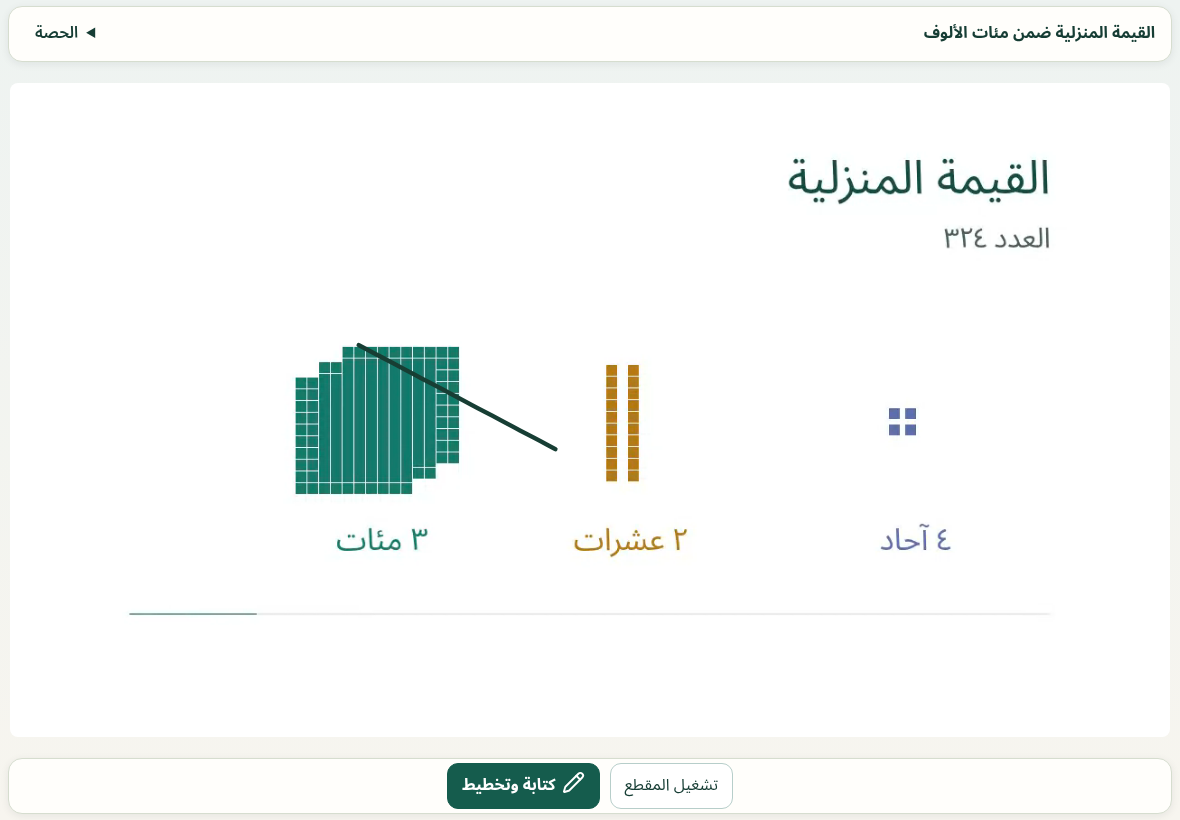 القيمة المنزلية ضمن مئات الألوف
◀ الحصة
القيمة المنزلية
العدد ٣٢٤
٤ آحاد
٢ عشرات
٣ مئات
تشغيل المقطع
كتابة وتخطيط